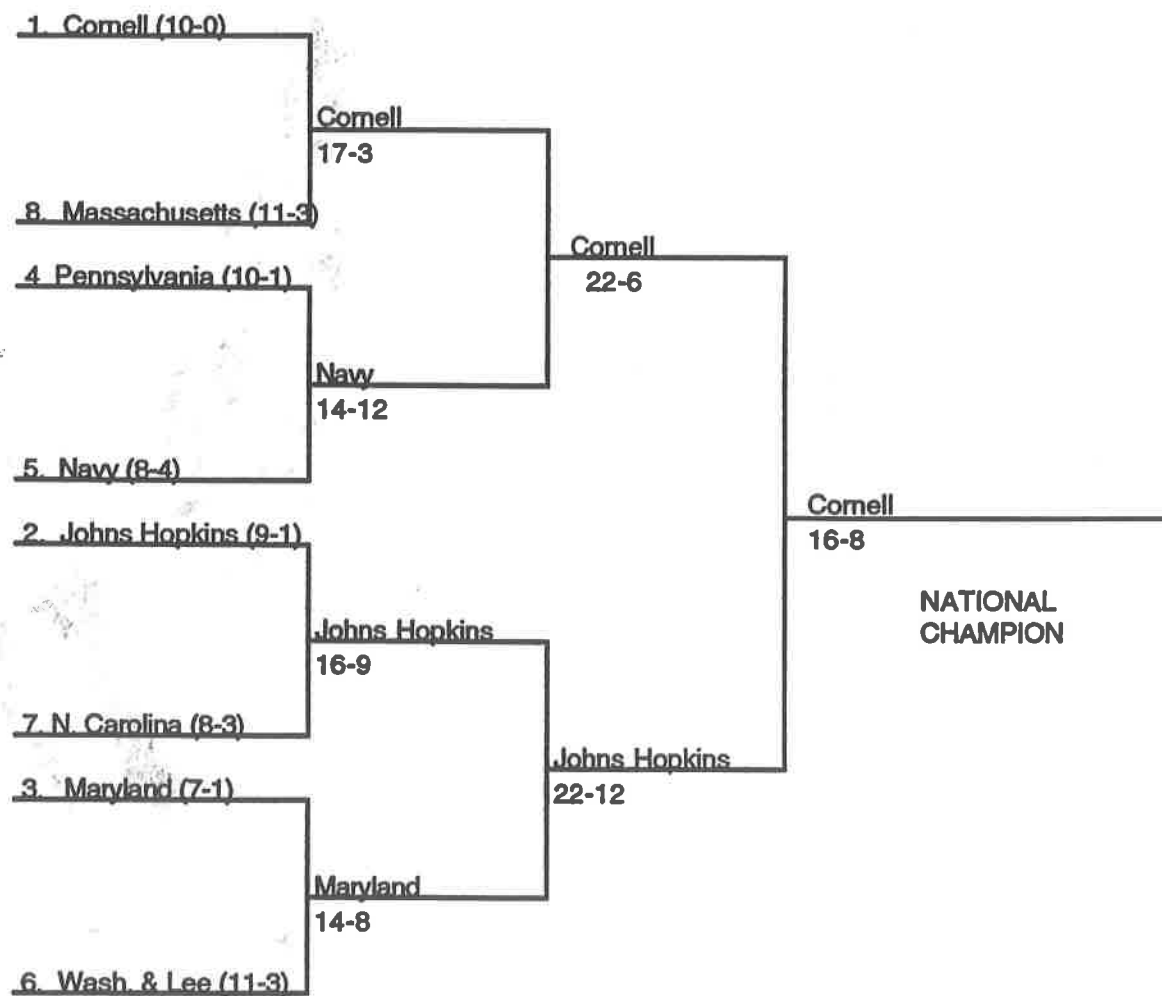 1. Cornell (10-0)
Cornell
17-3
8. Massachusetts (11-3)
Cornell
22-6
4 Pennsylvania (10-1)
Navy
14-12
5. Navy (8-4)
Cornell
16-8
NATIONAL
CHAMPION
2. Johns Hopkins (9-1)
Johns Hopkins
16-9
7. N. Carolina (8-3)
Johns Hopkins
22-12
3. Maryland (7-1)
Maryland
14-8
6. Wash. & Lee (11-3)